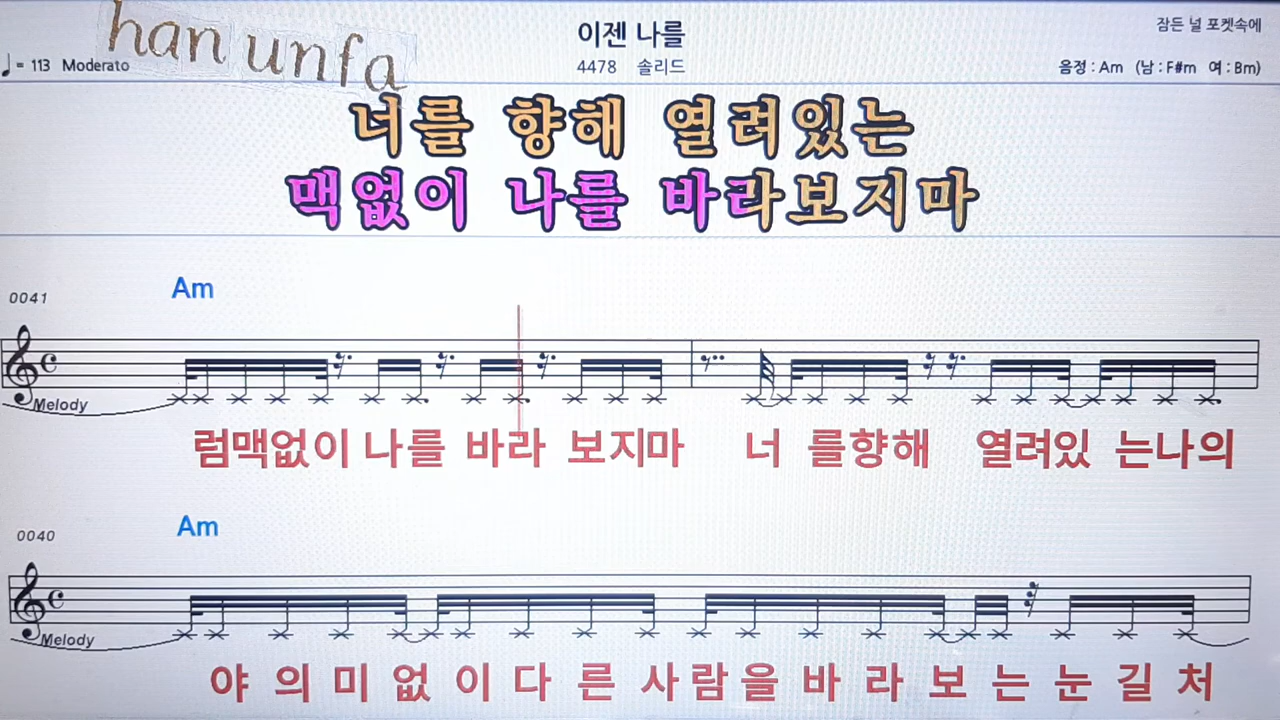 han unfa
이젠 나를
잠든 널 포켓속에
♩= 113 Moderato
4478 솔리드
음정 : Am (남 : F#m 여 : Bm)
너를 향해 열려있는
맥없이 나를 바라보지마
Am
0041
Melody
럼맥없이 나를 바라 보지마 너 를향해 열려있 는나의
Am
0040
Melody
야 의 미 없 이 다 른 사 람 을 바 라 보 는 눈 길 처